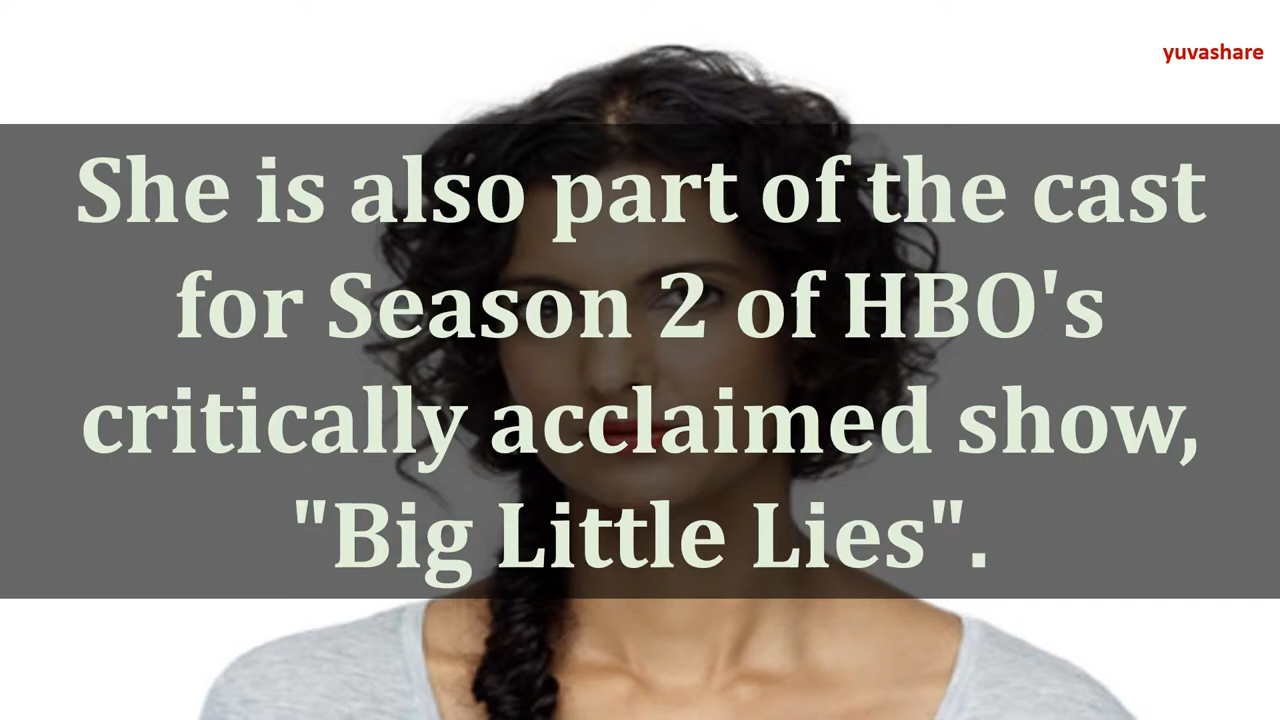 yuvashare
She is also part of the cast
for Season 2 of HBO's
critically acclaimed show,
"Big Little Lies".